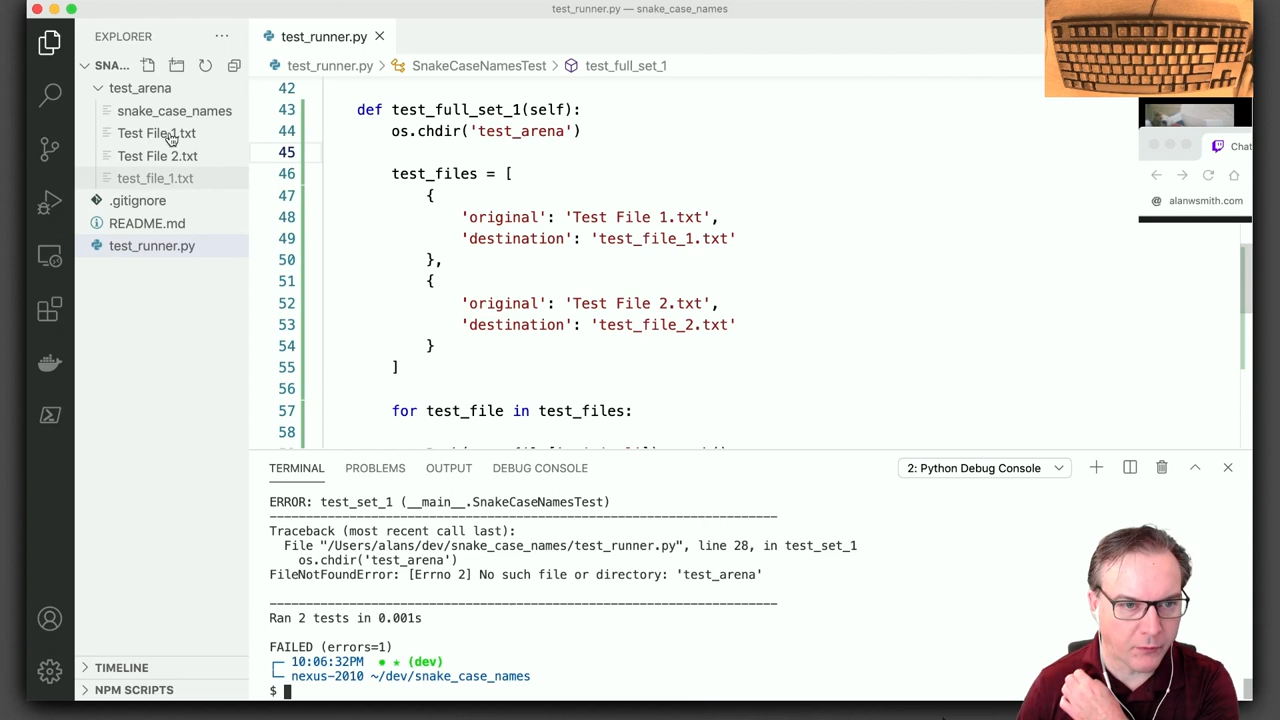 test_runner.py — snake_case_names
EXPLORER
···
test_runner.py
SNA...
test_runner.py > SnakeCaseNamesTest > test_full_set_1
test_arena
snake_case_names
Test File 1.txt
Test File 2.txt
test_file_1.txt
.gitignore
README.md
test_runner.py
TIMELINE
NPM SCRIPTS
42
43 def test_full_set_1(self):
44 os.chdir('test_arena')
45
46 test_files = [
47 {
48 'original': 'Test File 1.txt',
49 'destination': 'test_file_1.txt'
50 },
51 {
52 'original': 'Test File 2.txt',
53 'destination': 'test_file_2.txt'
54 }
55 ]
56
57 for test_file in test_files:
58
Chat
@ alanwsmith.com
TERMINAL PROBLEMS OUTPUT DEBUG CONSOLE
2: Python Debug Console
ERROR: test_set_1 (__main__.SnakeCaseNamesTest)
----------------------------------------------------------------------
Traceback (most recent call last):
File "/Users/alans/dev/snake_case_names/test_runner.py", line 28, in test_set_1
os.chdir('test_arena')
FileNotFoundError: [Errno 2] No such file or directory: 'test_arena'
----------------------------------------------------------------------
Ran 2 tests in 0.001s
FAILED (errors=1)
10:06:32PM ● ★ (dev)
nexus-2010 ~/dev/snake_case_names
$